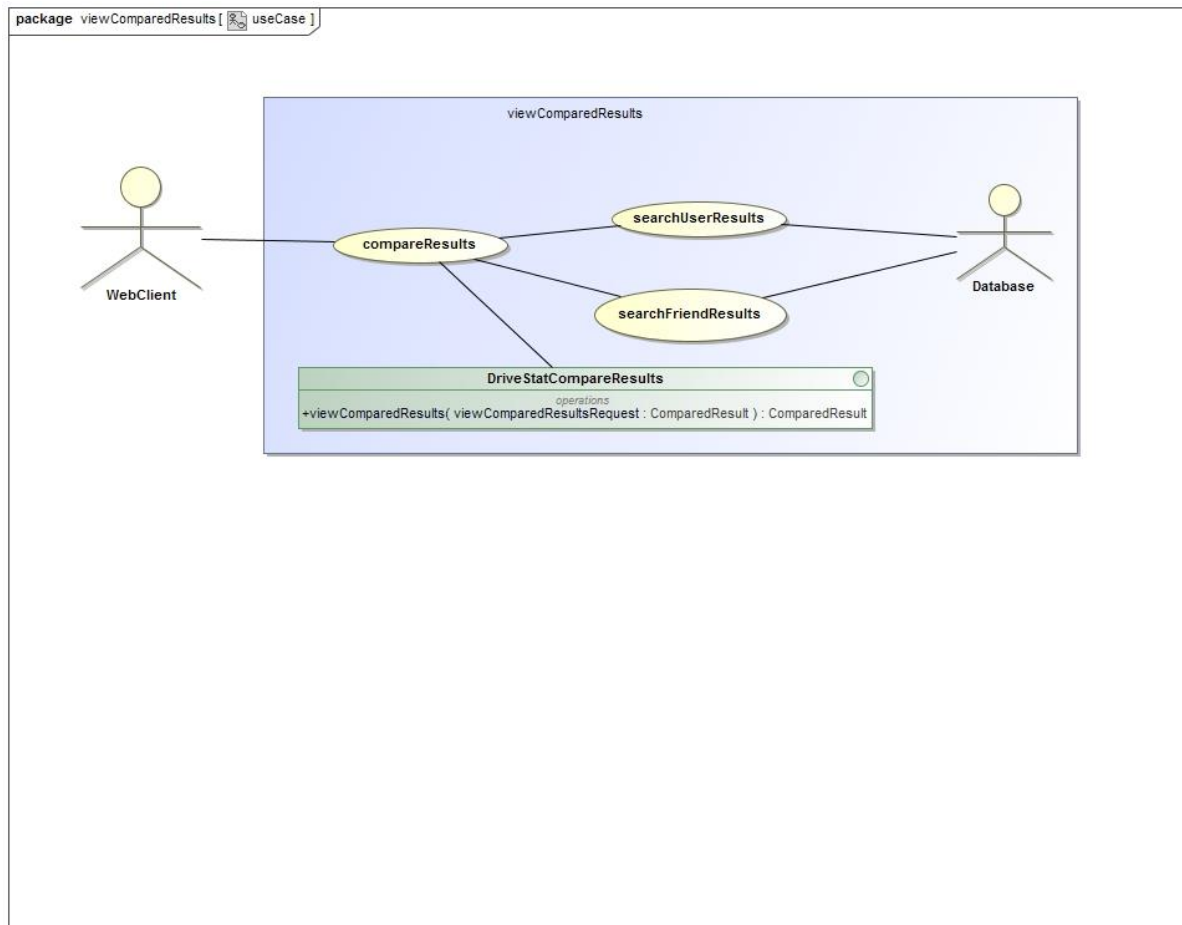 package viewComparedResults [ useCase ]
viewComparedResults
searchUserResults
compareResults
WebClient
Database
searchFriendResults
DriveStatCompareResults
operations
+viewComparedResults( viewComparedResultsRequest : ComparedResult ) : ComparedResult